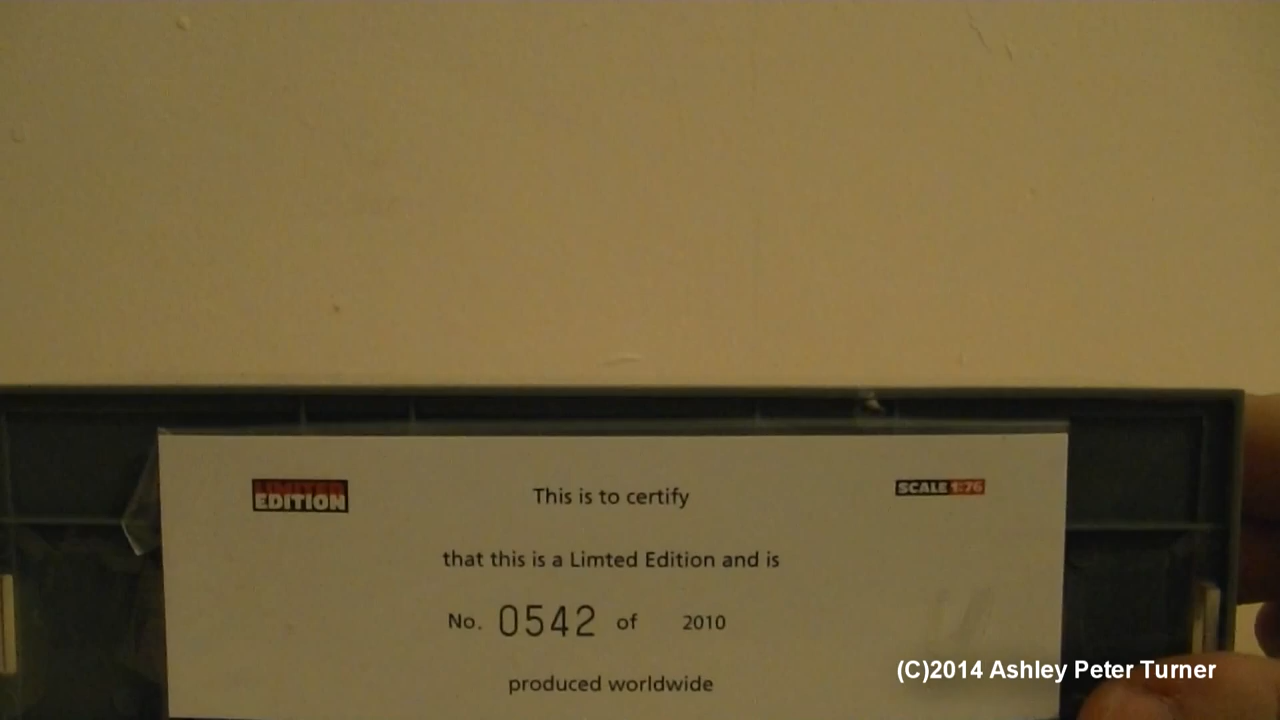 LIMITED
EDITION
This is to certify
SCALE 1:76
that this is a Limted Edition and is
No. 0542 of 2010
produced worldwide
(C)2014 Ashley Peter Turner